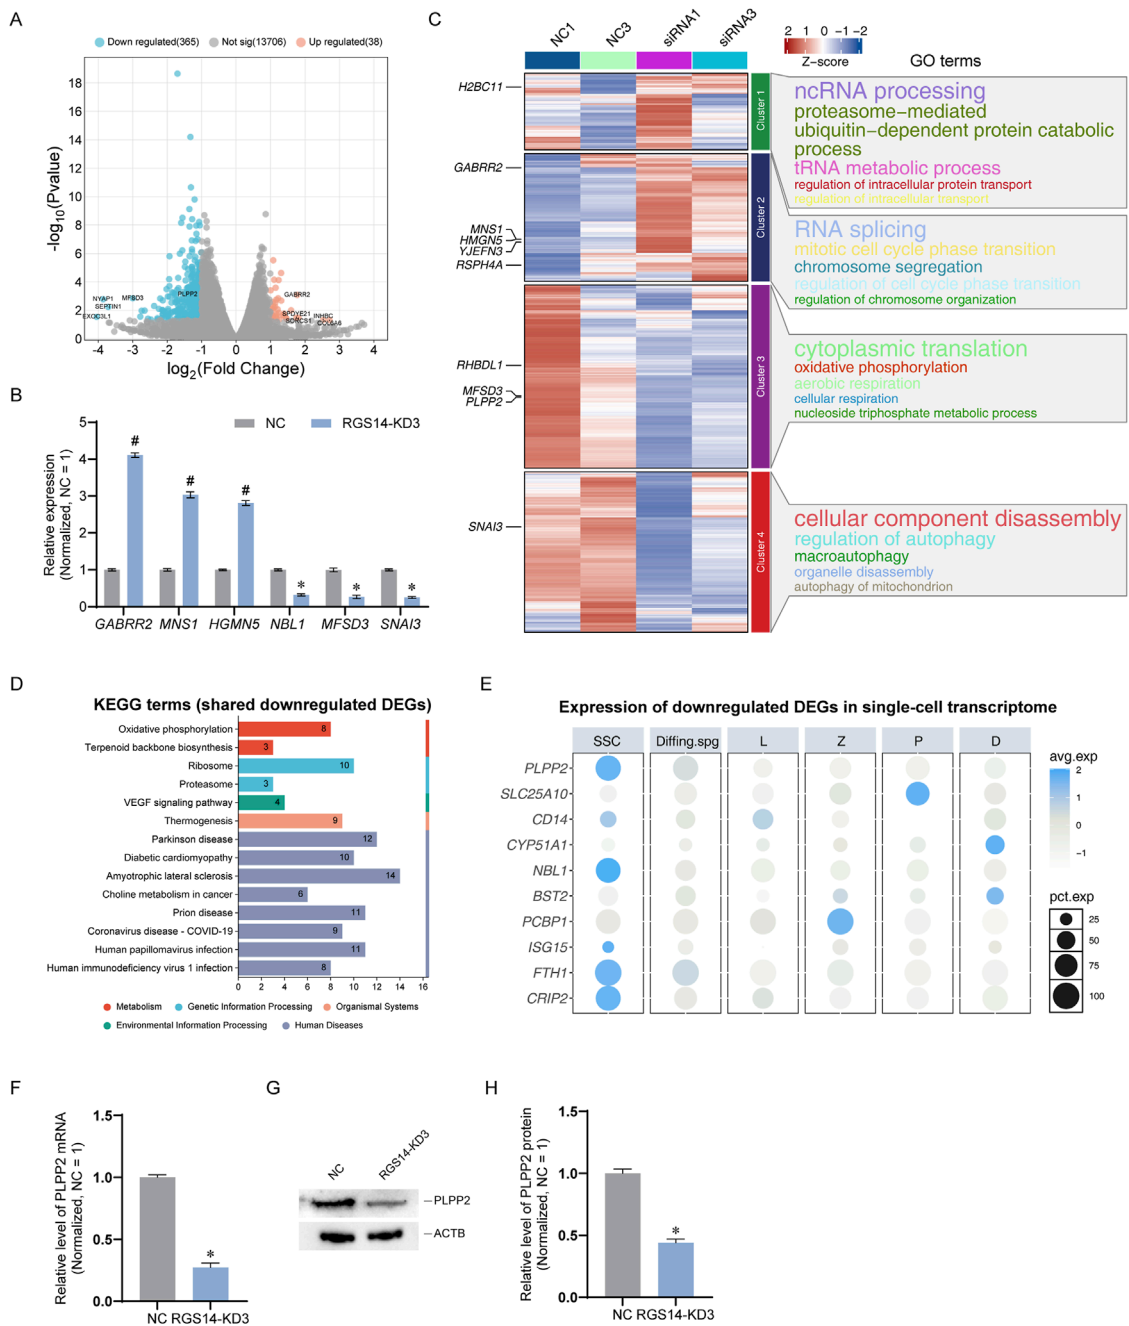 A
Down regulated(365)
Not sig(13706)
Up regulated(38)
-log10(Pvalue)
18
16
14
12
10
8
6
4
2
0
NYAP1
MFSD3
SEPTIN1
EXOC3L1
PLPP2
GABRR2
SPDYE21
INHBC
SORCS1
-4 -3 -2 -1 0 1 2 3 4
log2(Fold Change)
B
NC
RGS14-KD3
Relative expression
(Normalized, NC = 1)
5
4
3
2
1
0
# # # * * *
GABRR2 MNS1 HGMN5 NBL1 MFSD3 SNAI3
C
NC1 NC3 siRNA1 siRNA3
2 1 0 -1 -2
Z-score
GO terms
H2BC11
GABRR2
MNS1
HMGN5
YJEFN3
RSPH4A
RHBDL1
MFSD3
PLPP2
SNAI3
Cluster 1
Cluster 2
Cluster 3
Cluster 4
ncRNA processing
proteasome−mediated
ubiquitin−dependent protein catabolic
process
tRNA metabolic process
regulation of intracellular protein transport
regulation of intracellular transport
RNA splicing
mitotic cell cycle phase transition
chromosome segregation
regulation of cell cycle phase transition
regulation of chromosome organization
cytoplasmic translation
oxidative phosphorylation
aerobic respiration
cellular respiration
nucleoside triphosphate metabolic process
cellular component disassembly
regulation of autophagy
macroautophagy
organelle disassembly
autophagy of mitochondrion
D
KEGG terms (shared downregulated DEGs)
Oxidative phosphorylation 8
Terpenoid backbone biosynthesis 3
Ribosome 10
Proteasome 3
VEGF signaling pathway 4
Thermogenesis 9
Parkinson disease 12
Diabetic cardiomyopathy 10
Amyotrophic lateral sclerosis 14
Choline metabolism in cancer 6
Prion disease 11
Coronavirus disease - COVID-19 9
Human papillomavirus infection 11
Human immunodeficiency virus 1 infection 8
0 2 4 6 8 10 12 14 16
Metabolism
Genetic Information Processing
Organismal Systems
Environmental Information Processing
Human Diseases
E
Expression of downregulated DEGs in single-cell transcriptome
SSC Diffing.spg L Z P D
PLPP2
SLC25A10
CD14
CYP51A1
NBL1
BST2
PCBP1
ISG15
FTH1
CRIP2
avg.exp
2
1
0
−1
pct.exp
25
50
75
100
F
Relative level of PLPP2 mRNA
(Normalized, NC = 1)
1.5
1.0
0.5
0.0
*
NC RGS14-KD3
G
NC RGS14-KD3
PLPP2
ACTB
H
Relative level of PLPP2 protein
(Normalized, NC = 1)
1.5
1.0
0.5
0.0
*
NC RGS14-KD3